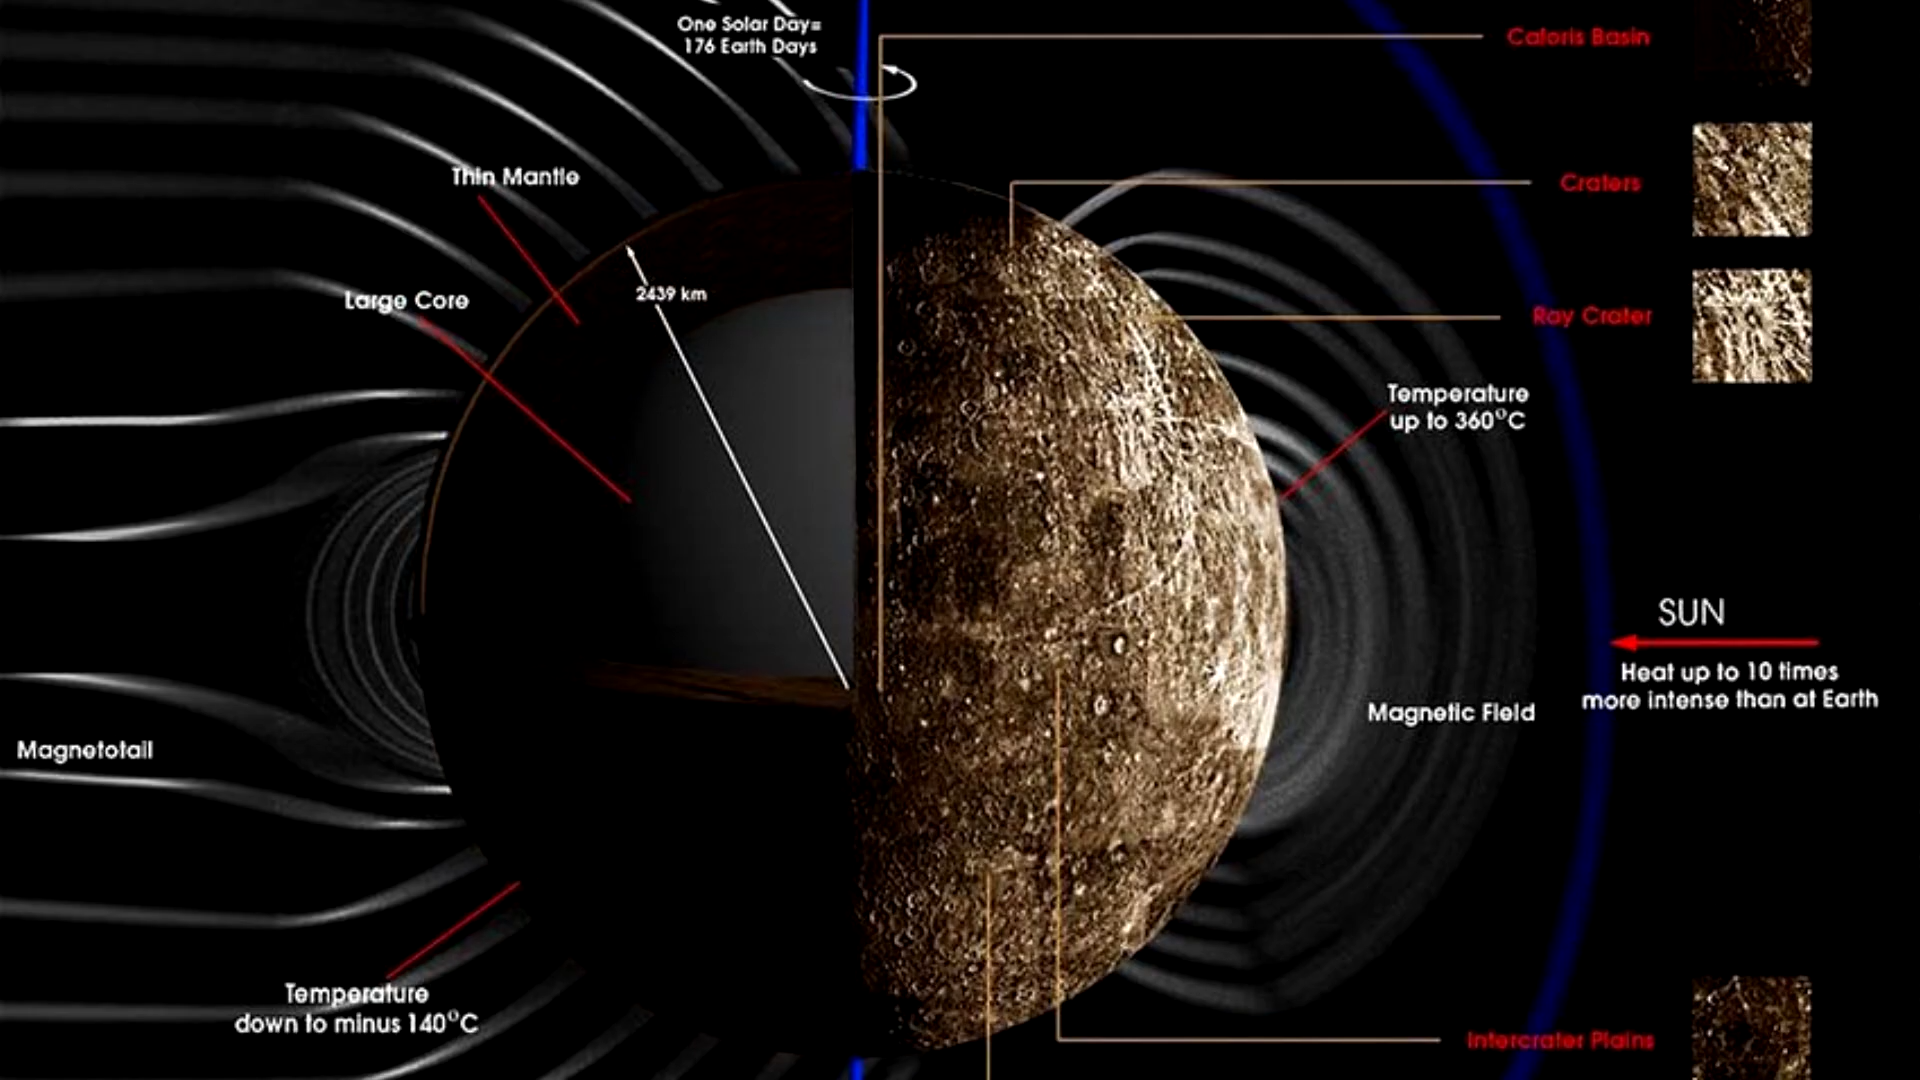 One Solar Day=
176 Earth Days
Caloris Basin
Thin Mantle
Craters
Large Core
2439 km
Ray Crater
Temperature
up to 360°C
SUN
Heat up to 10 times
more intense than at Earth
Magnetic Field
Magnetotail
Temperature
down to minus 140°C
Intercrater Plains